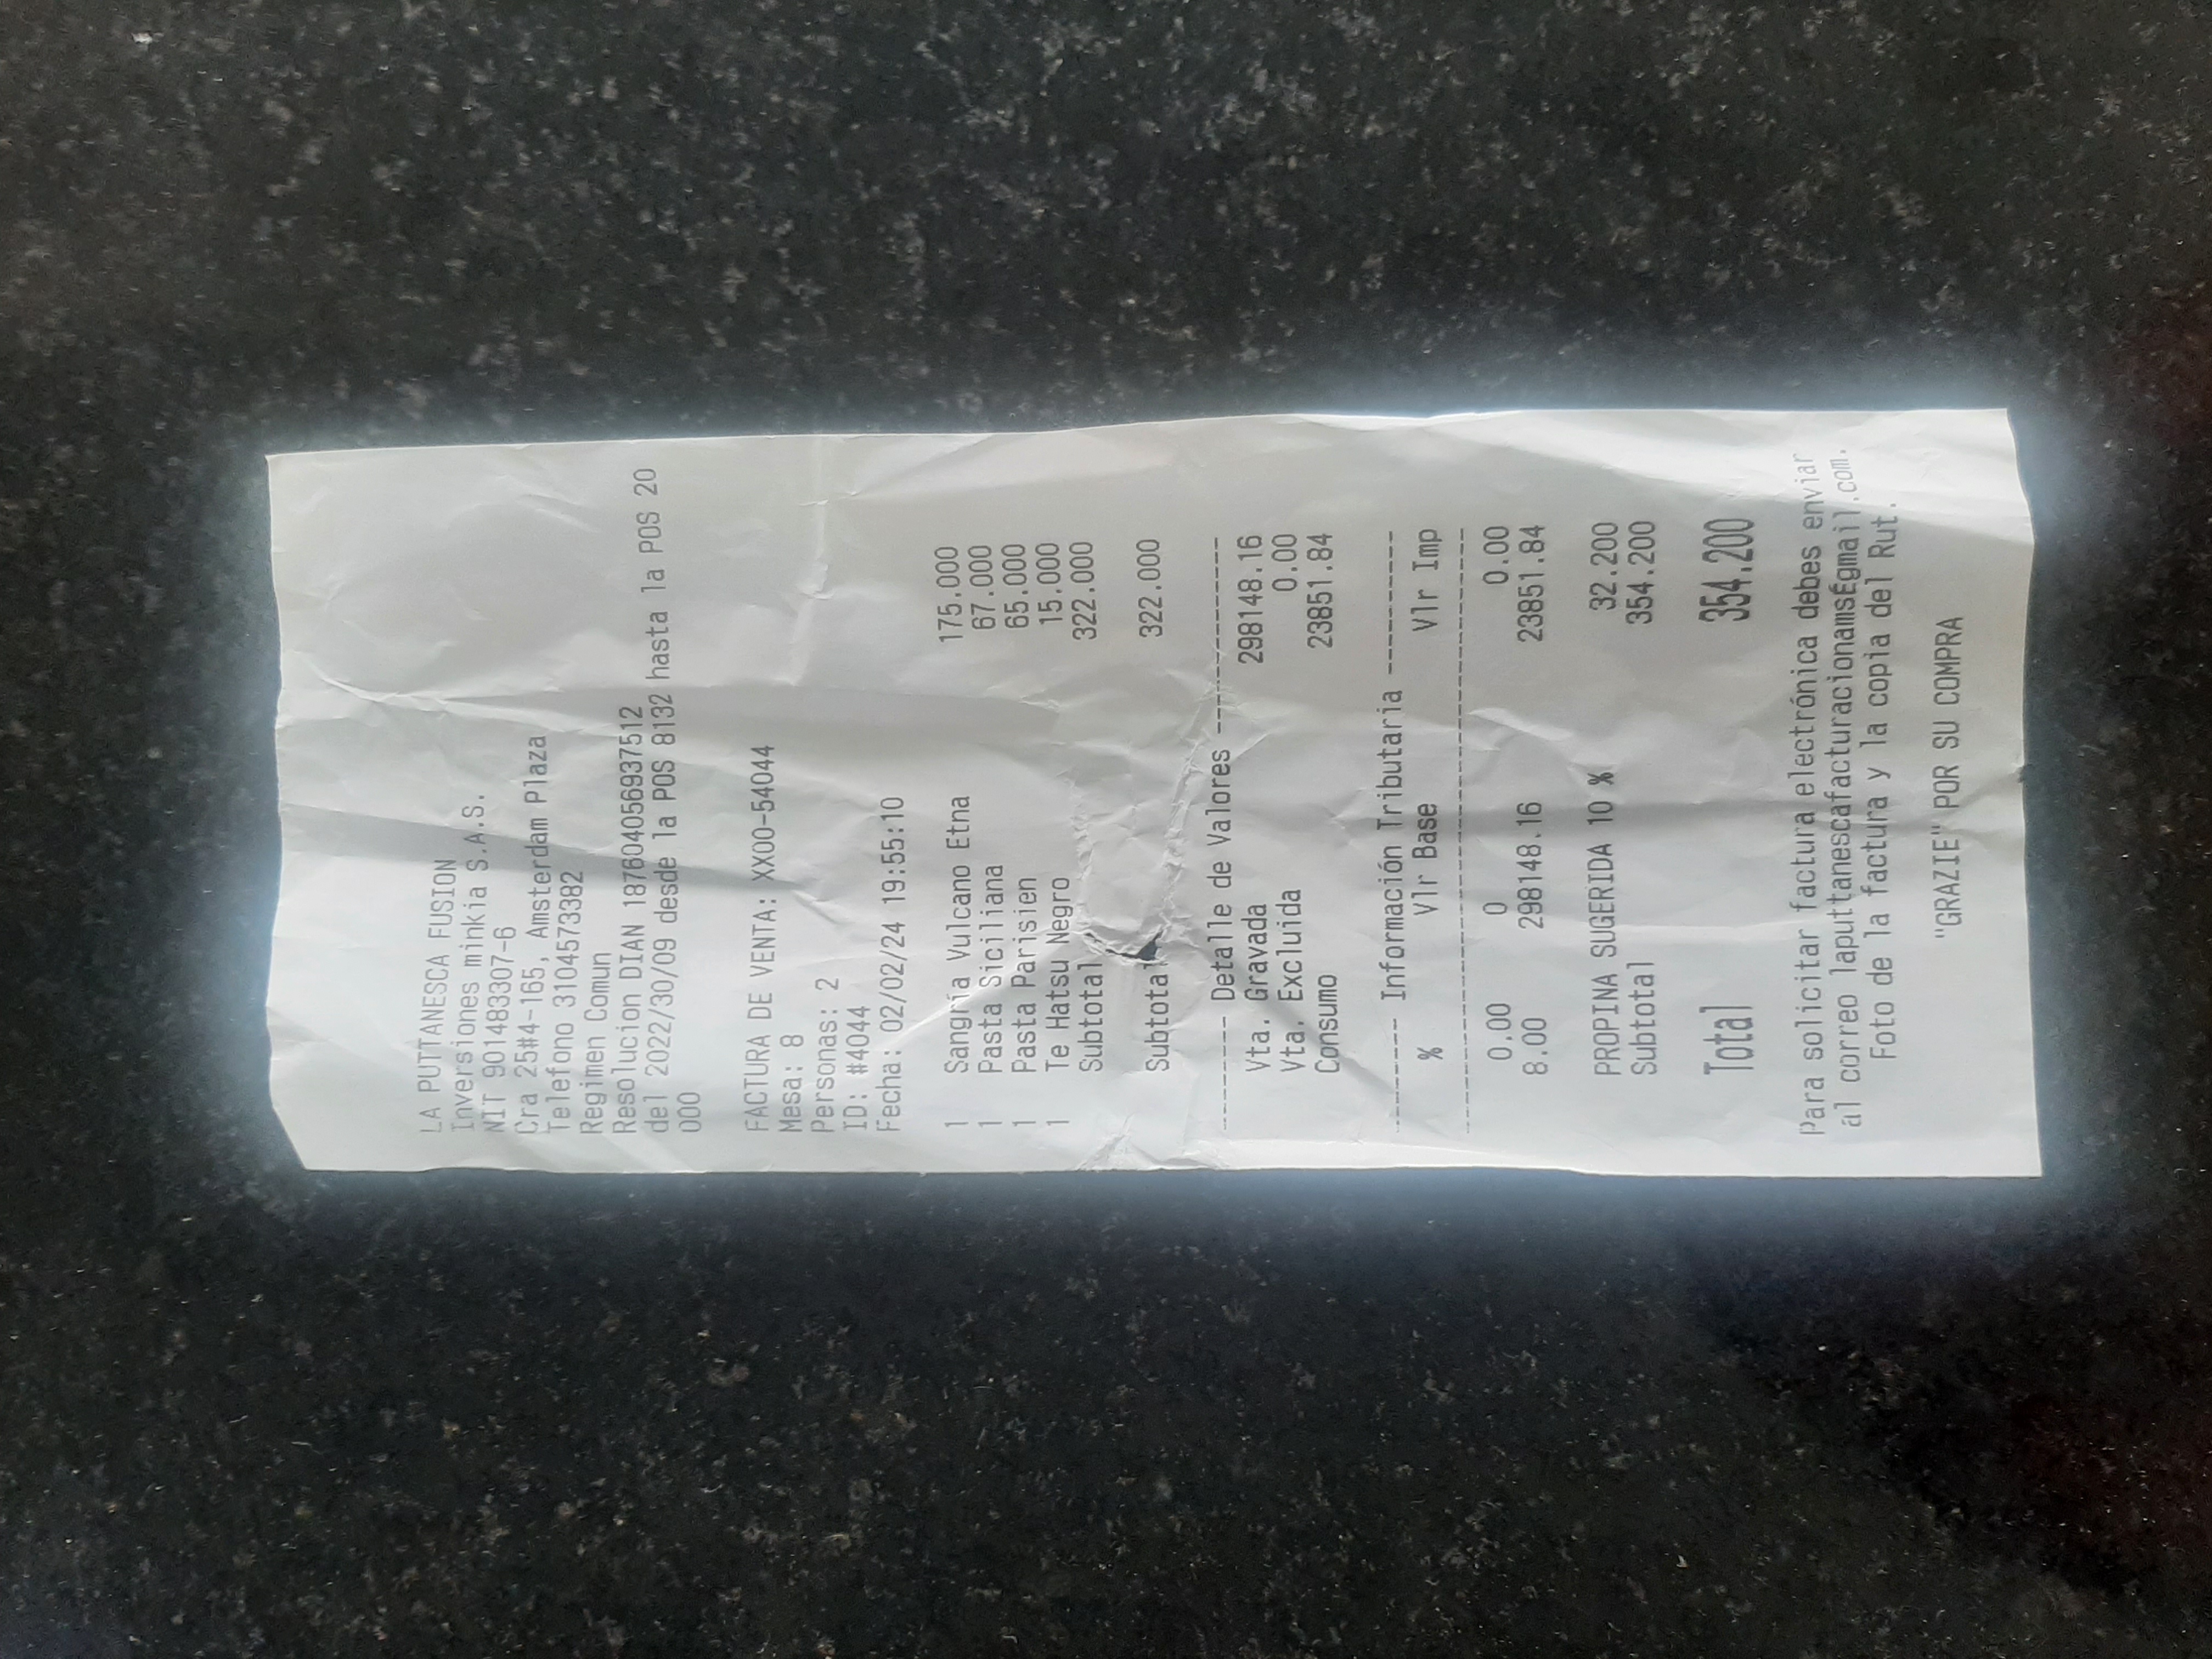 LA PUTTANESCA FUSION
Inversiones minkia S.A.S.
NIT 901483307-6
Cra 25#4-165, Amsterdam Plaza
Telefono 3104573382
Regimen Comun
Resolucion DIAN 18760405693​7512
del 2022/30/09 desde la POS 8132 hasta la POS 20
000
FACTURA DE VENTA: XX00-54044
Mesa: 8
Personas: 2
ID: #4044
Fecha: 02/02/24 19:55:10
1 Sangría Vulcano Etna 175.000
1 Pasta Siciliana 67.000
1 Pasta Parisien 65.000
1 Te Hatsu Negro 15.000
Subtotal 322.000
Subtotal 322.000
-------- Detalle de Valores ---------------
Vta. Gravada 298148.16
Vta. Excluida 0.00
Consumo 23851.84
-------- Información Tributaria -----------
% Vlr Base Vlr Imp
-------------------------------------------
0.00 0 0.00
8.00 298148.16 23851.84
PROPINA SUGERIDA 10 % 32.200
Subtotal 354.200
Total 354.200
Para solicitar factura electrónica debes enviar
al correo laputtanescafacturacionamsÉgmail.com.
Foto de la factura y la copia del Rut.
"GRAZIE" POR SU COMPRA